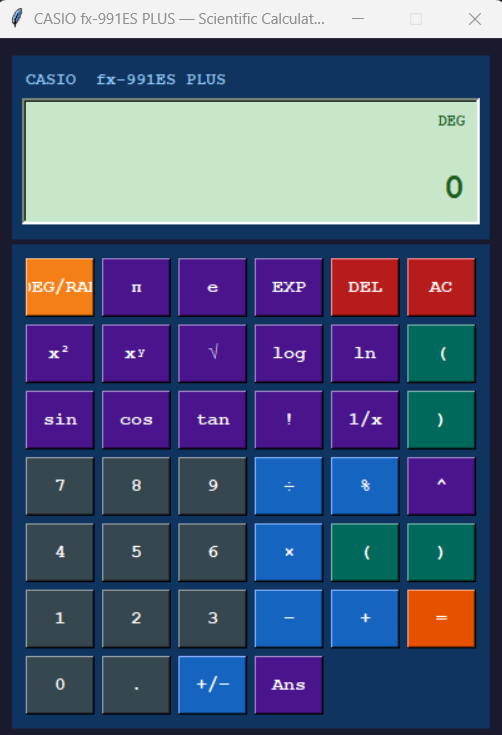 CASIO fx-991ES PLUS — Scientific Calculat...
CASIO fx-991ES PLUS
DEG
0
DEG/RAD π e EXP DEL AC
x² xʸ √ log ln (
sin cos tan ! 1/x )
7 8 9 ÷ % ^
4 5 6 × ( )
1 2 3 − + =
0 . +/− Ans